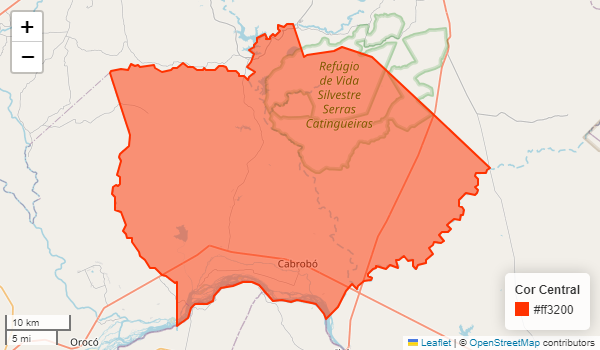 +
−
Refúgio
de Vida
Silvestre
Serras
Catingueiras
Cabrobó
Orocó
10 km
5 mi
Cor Central
#ff3200
Leaflet | © OpenStreetMap contributors